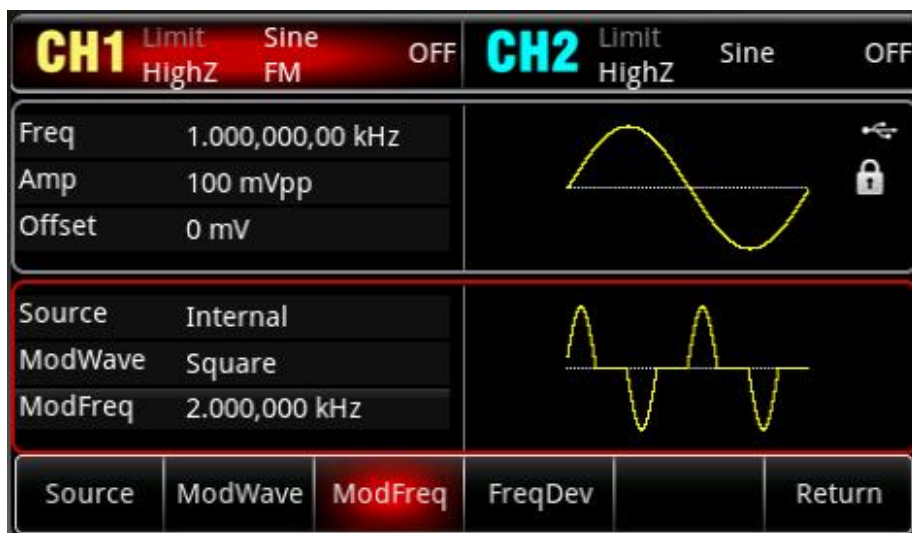 CH1 Limit Sine OFF CH2 Limit Sine OFF
HighZ FM HighZ
Freq 1.000,000,00 kHz
Amp 100 mVpp
Offset 0 mV
Source Internal
ModWave Square
ModFreq 2.000,000 kHz
Source ModWave ModFreq FreqDev Return